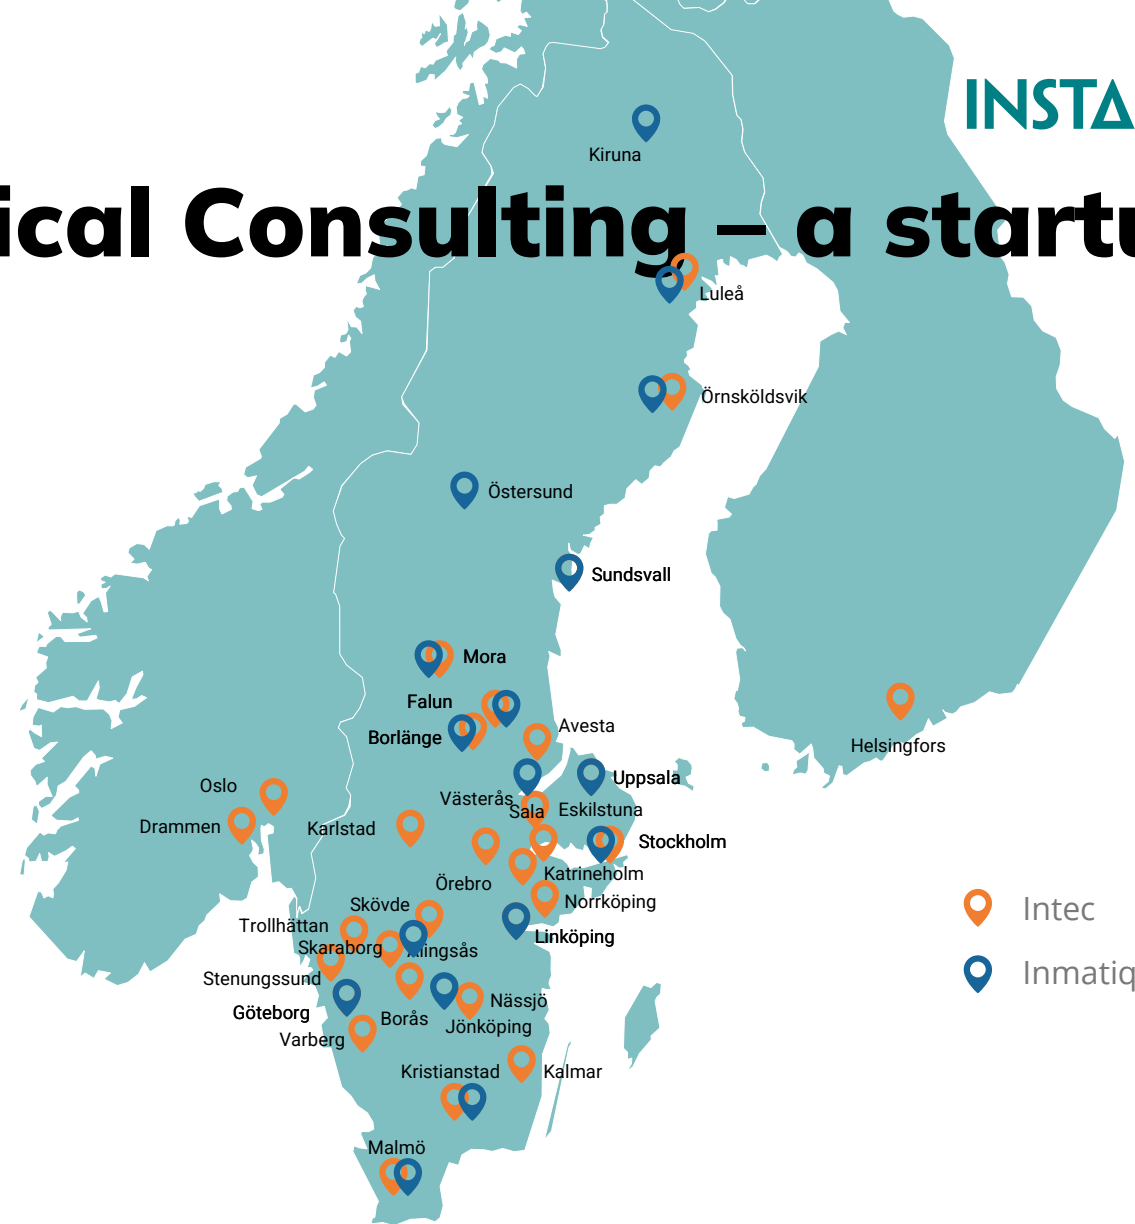 INSTA
ical Consulting – a startu
Kiruna
Luleå
Örnsköldsvik
Östersund
Sundsvall
Mora
Falun
Avesta
Borlänge
Helsingfors
Uppsala
Oslo
Västerås
Sala
Eskilstuna
Drammen
Karlstad
Stockholm
Katrineholm
Örebro
Norrköping
Skövde
Intec
Trollhättan
Linköping
Skaraborg
Alingsås
Inmatiq
Stenungssund
Nässjö
Göteborg
Borås
Jönköping
Varberg
Kristianstad
Kalmar
Malmö